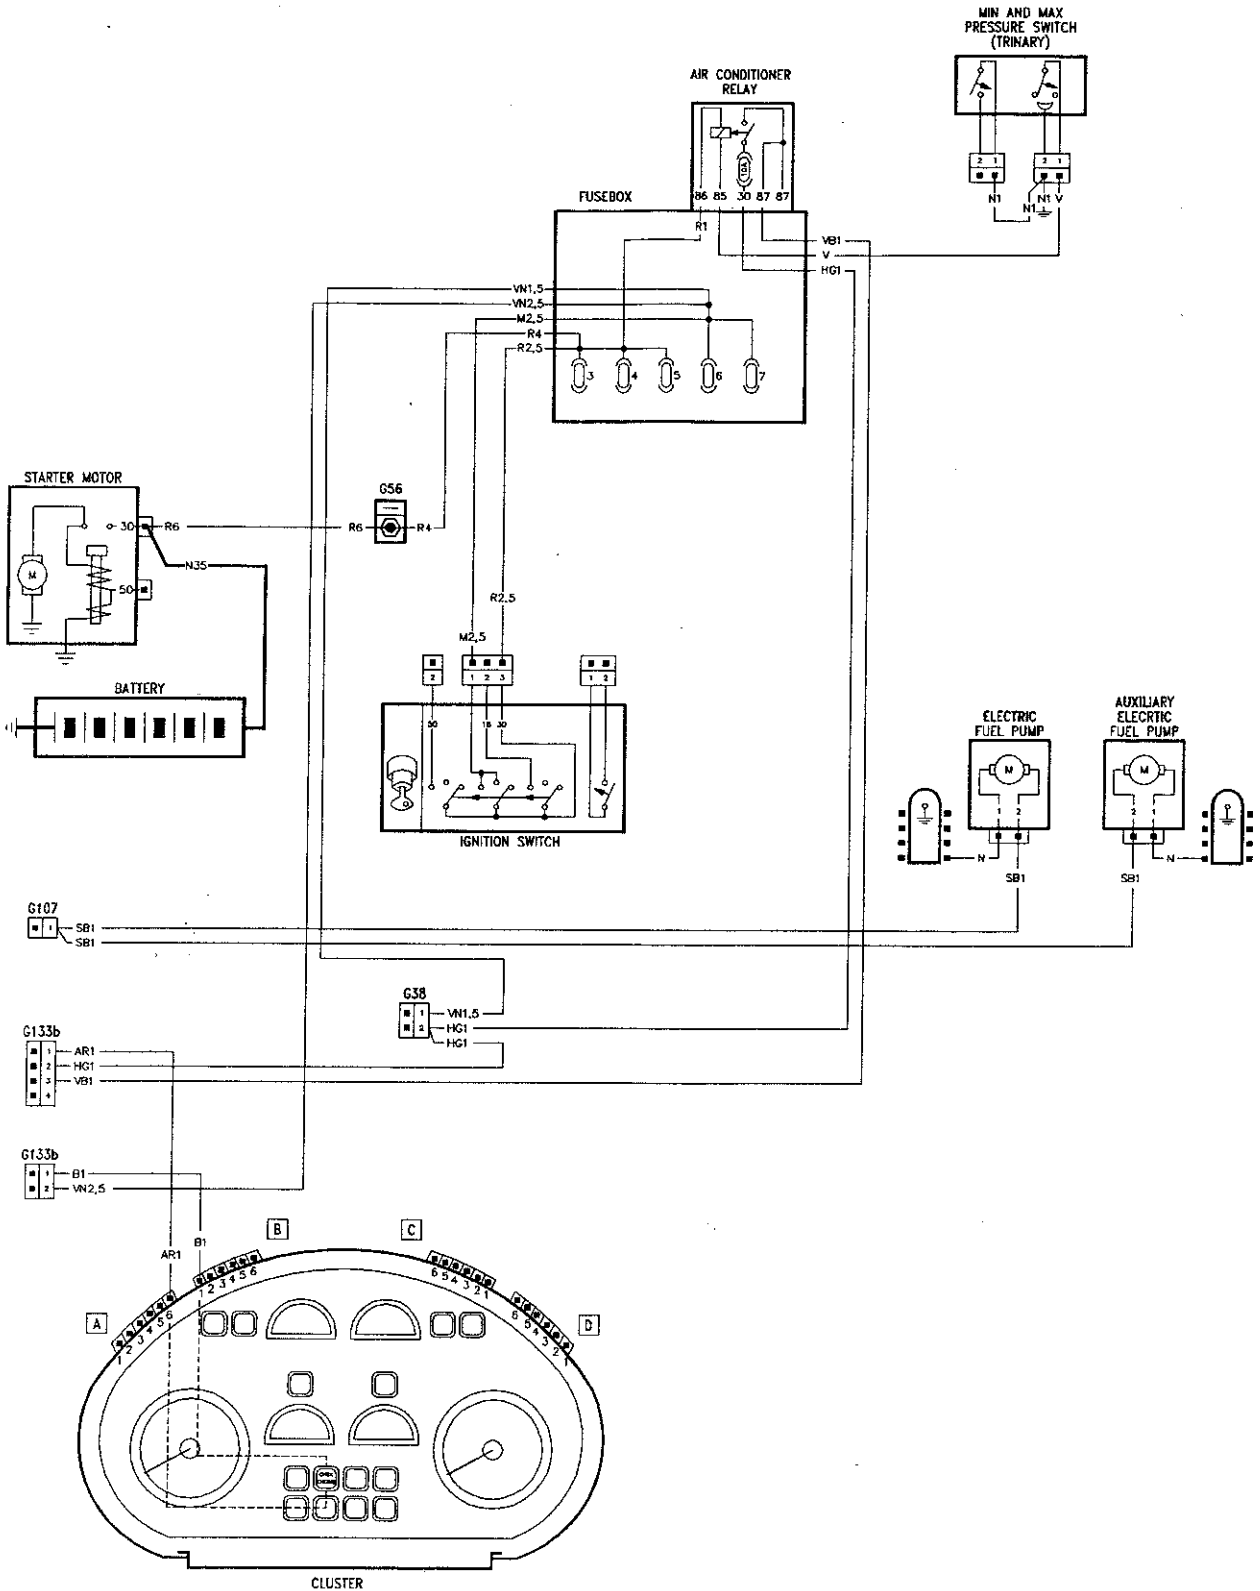 MIN AND MAX
PRESSURE SWITCH
(TRINARY)
AIR CONDITIONER
RELAY
10A
86 85 30 87 87
2 1
2 1
N1
N1
N1
V
FUSEBOX
R1
VB1
V
HG1
VN1,5
VN2,5
M2,5
R4
R2,5
3
4
5
6
7
STARTER MOTOR
30
R6
50
N35
M
G56
R6
R4
R2,5
M2,5
BATTERY
2
1 2 3
1 2
50
15
30
IGNITION SWITCH
ELECTRIC
FUEL PUMP
M
1 2
N
SB1
AUXILIARY
ELECRTIC
FUEL PUMP
M
2 1
N
SB1
G107
1
SB1
SB1
G38
1 VN1,5
2 HG1
HG1
G133b
1 AR1
2 HG1
3 VB1
4
G133b
1 B1
2 VN2,5
AR1
B1
A
B
C
D
1 2 3 4 5 6
1 2 3 4 5 6
6 5 4 3 2 1
6 5 4 3 2 1
CLUSTER